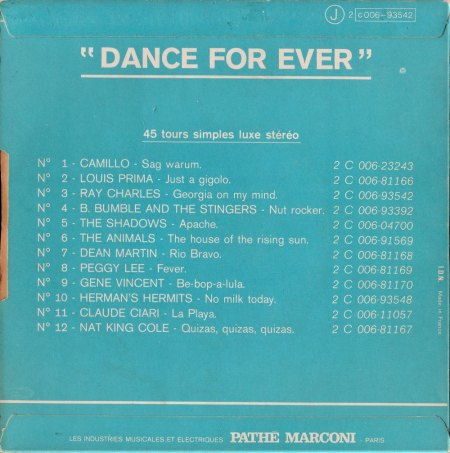 J 2 C006-93542
"DANCE FOR EVER"
45 tours simples luxe stéréo
N° 1 - CAMILLO - Sag warum. 2 C 006-23243
N° 2 - LOUIS PRIMA - Just a gigolo. 2 C 006-81166
N° 3 - RAY CHARLES - Georgia on my mind. 2 C 006-93542
N° 4 - B. BUMBLE AND THE STINGERS - Nut rocker. 2 C 006-93392
N° 5 - THE SHADOWS - Apache. 2 C 006-04700
N° 6 - THE ANIMALS - The house of the rising sun. 2 C 006-91569
N° 7 - DEAN MARTIN - Rio Bravo. 2 C 006-81168
N° 8 - PEGGY LEE - Fever. 2 C 006-81169
N° 9 - GENE VINCENT - Be-bop-a-lula. 2 C 006-81170
N° 10 - HERMAN'S HERMITS - No milk today. 2 C 006-93548
N° 11 - CLAUDE CIARI - La Playa. 2 C 006-11057
N° 12 - NAT KING COLE - Quizas, quizas, quizas. 2 C 006-81167
Made in France
LES INDUSTRIES MUSICALES ET ÉLECTRIQUES PATHÉ MARCONI PARIS